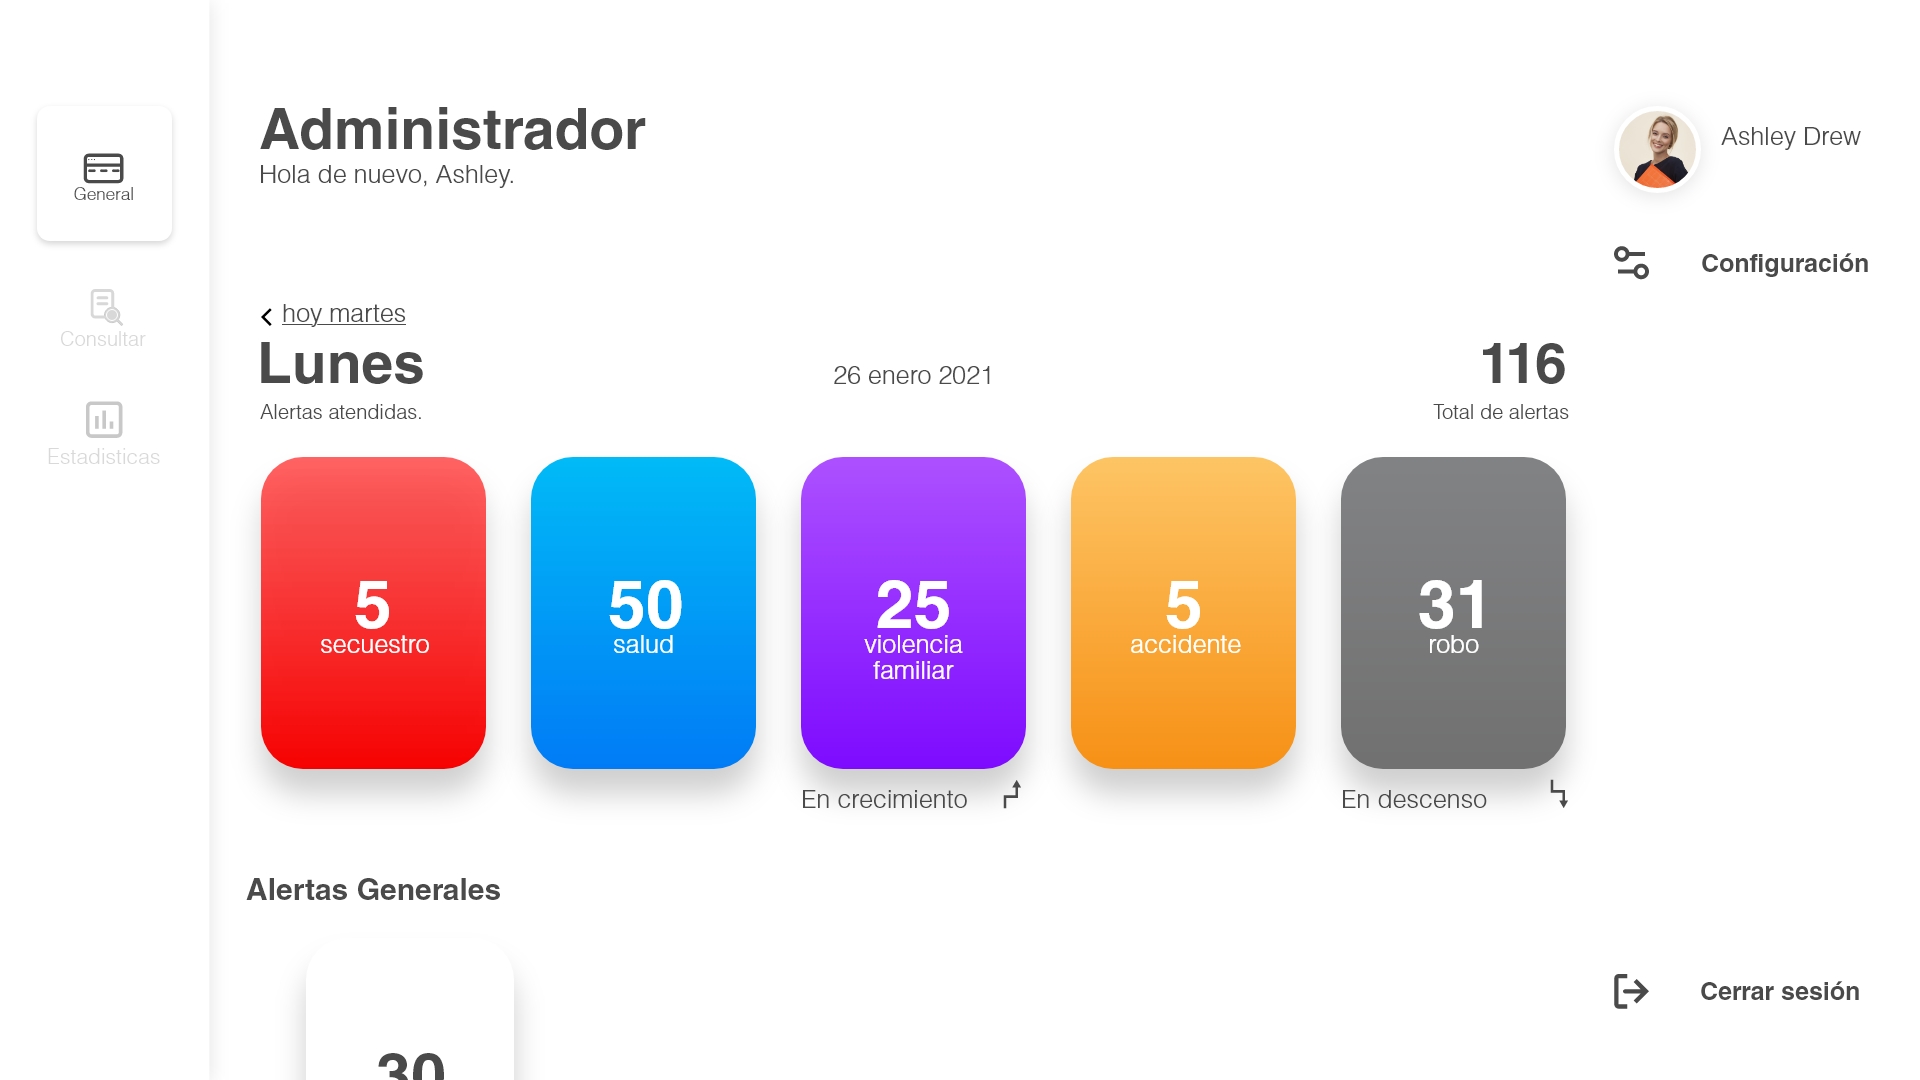 Administrador
Hola de nuevo, Ashley.
Ashley Drew
Configuración
General
Consultar
Estadisticas
hoy martes
Lunes
Alertas atendidas.
26 enero 2021
116
Total de alertas
5
secuestro
50
salud
25
violencia
familiar
5
accidente
31
robo
En crecimiento
En descenso
Alertas Generales
30
Cerrar sesión